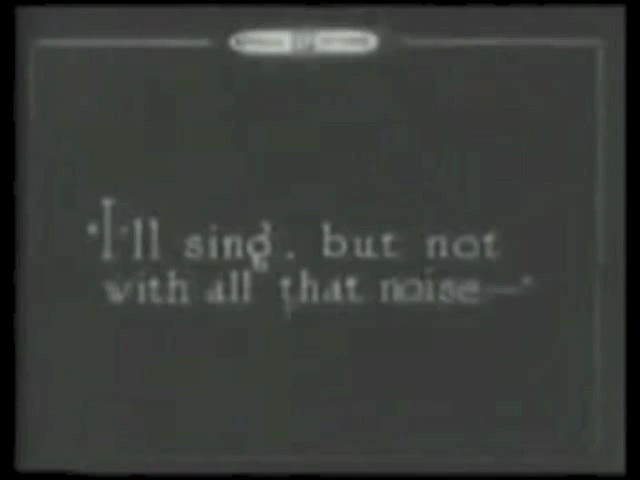 "I'll sing, but not
with all that noise—"